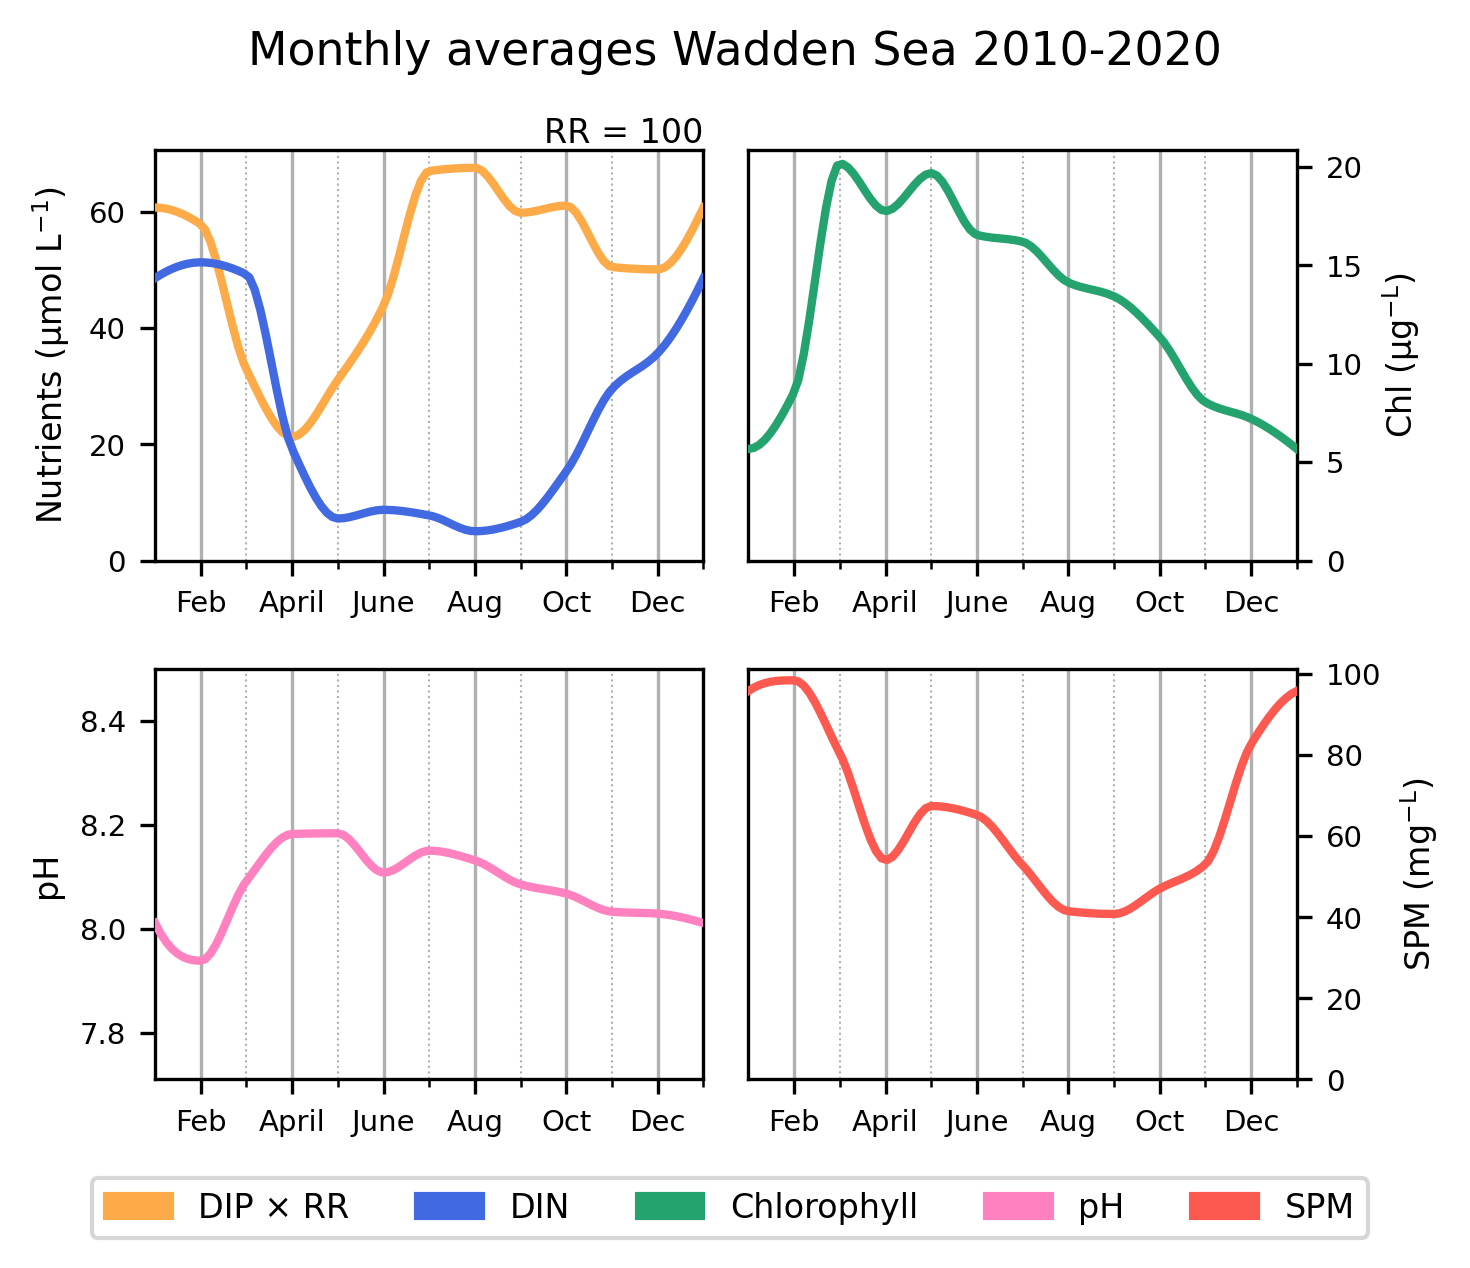 Monthly averages Wadden Sea 2010-2020
RR = 100
Nutrients (μmol L⁻¹)
60
40
20
0
Feb April June Aug Oct Dec
20
15
10
5
0
Chl (μg⁻ᴸ)
Feb April June Aug Oct Dec
pH
8.4
8.2
8.0
7.8
Feb April June Aug Oct Dec
100
80
60
40
20
0
SPM (mg⁻ᴸ)
Feb April June Aug Oct Dec
DIP × RR DIN Chlorophyll pH SPM